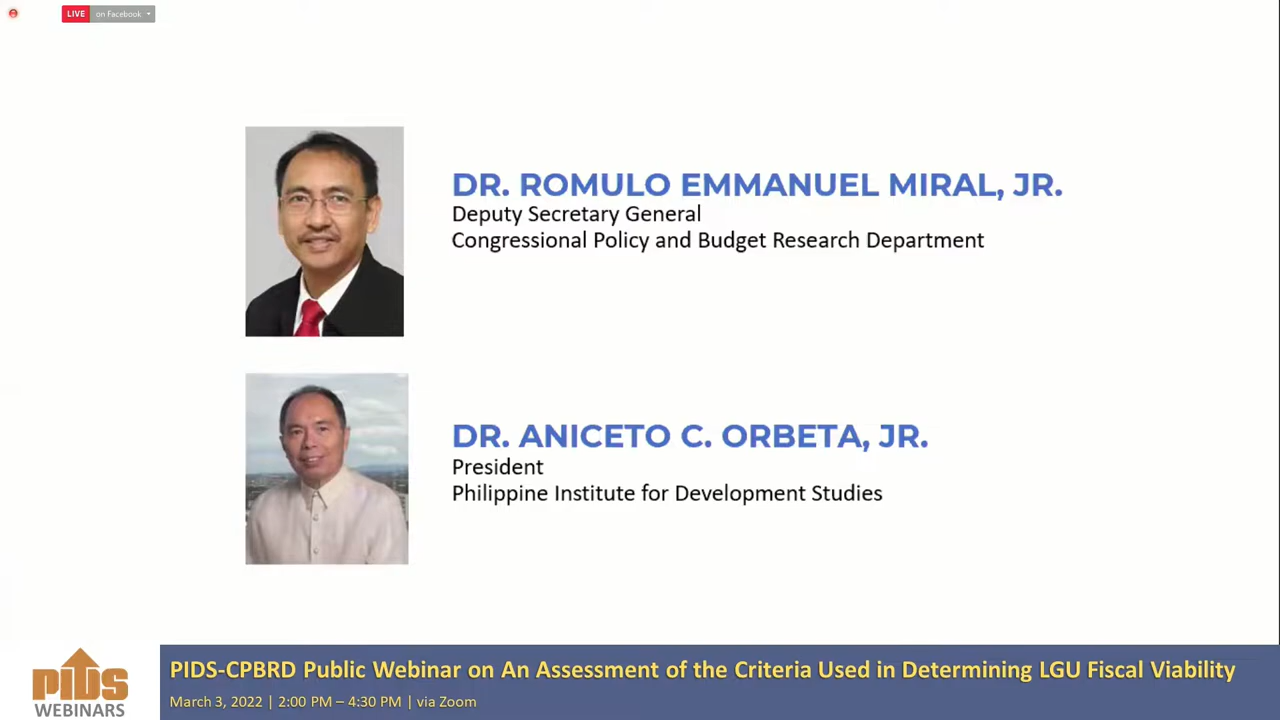 LIVE on Facebook
DR. ROMULO EMMANUEL MIRAL, JR.
Deputy Secretary General
Congressional Policy and Budget Research Department
DR. ANICETO C. ORBETA, JR.
President
Philippine Institute for Development Studies
PIDS
WEBINARS
PIDS-CPBRD Public Webinar on An Assessment of the Criteria Used in Determining LGU Fiscal Viability
March 3, 2022 | 2:00 PM – 4:30 PM | via Zoom